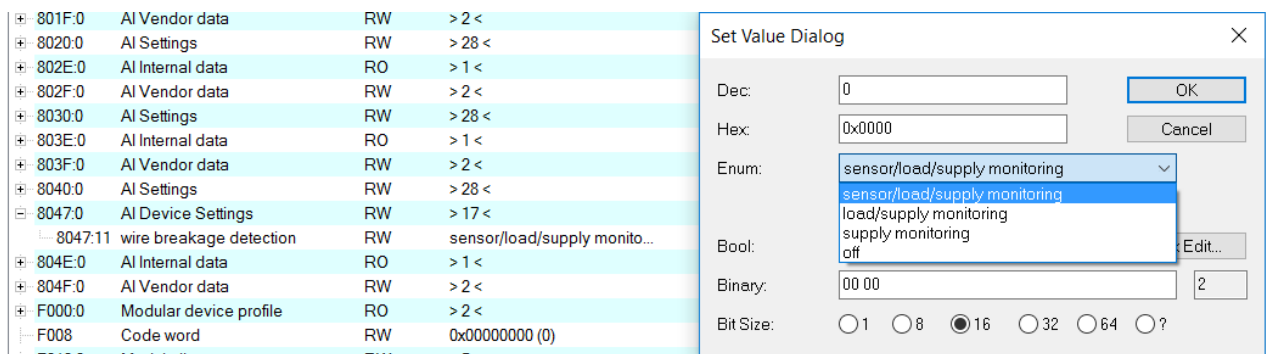 801F:0 AI Vendor data RW > 2 <
8020:0 AI Settings RW > 28 <
802E:0 AI Internal data RO > 1 <
802F:0 AI Vendor data RW > 2 <
8030:0 AI Settings RW > 28 <
803E:0 AI Internal data RO > 1 <
803F:0 AI Vendor data RW > 2 <
8040:0 AI Settings RW > 28 <
8047:0 AI Device Settings RW > 17 <
8047:11 wire breakage detection RW sensor/load/supply monito...
804E:0 AI Internal data RO > 1 <
804F:0 AI Vendor data RW > 2 <
F000:0 Modular device profile RO > 2 <
F008 Code word RW 0x00000000 (0)
Set Value Dialog
Dec: 0 OK
Hex: 0x0000 Cancel
Enum: sensor/load/supply monitoring
sensor/load/supply monitoring
load/supply monitoring
supply monitoring
off
Bool: Edit...
Binary: 00 00 2
Bit Size: 1 8 16 32 64 ?